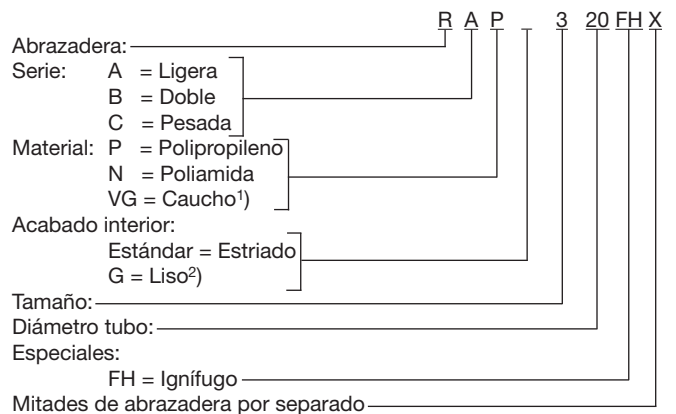 R A P _ 3 20 FH X
Abrazadera:
Serie: A = Ligera
B = Doble
C = Pesada
Material: P = Polipropileno
N = Poliamida
VG = Caucho¹)
Acabado interior:
Estándar = Estriado
G = Liso²)
Tamaño:
Diámetro tubo:
Especiales:
FH = Ignífugo
Mitades de abrazadera por separado